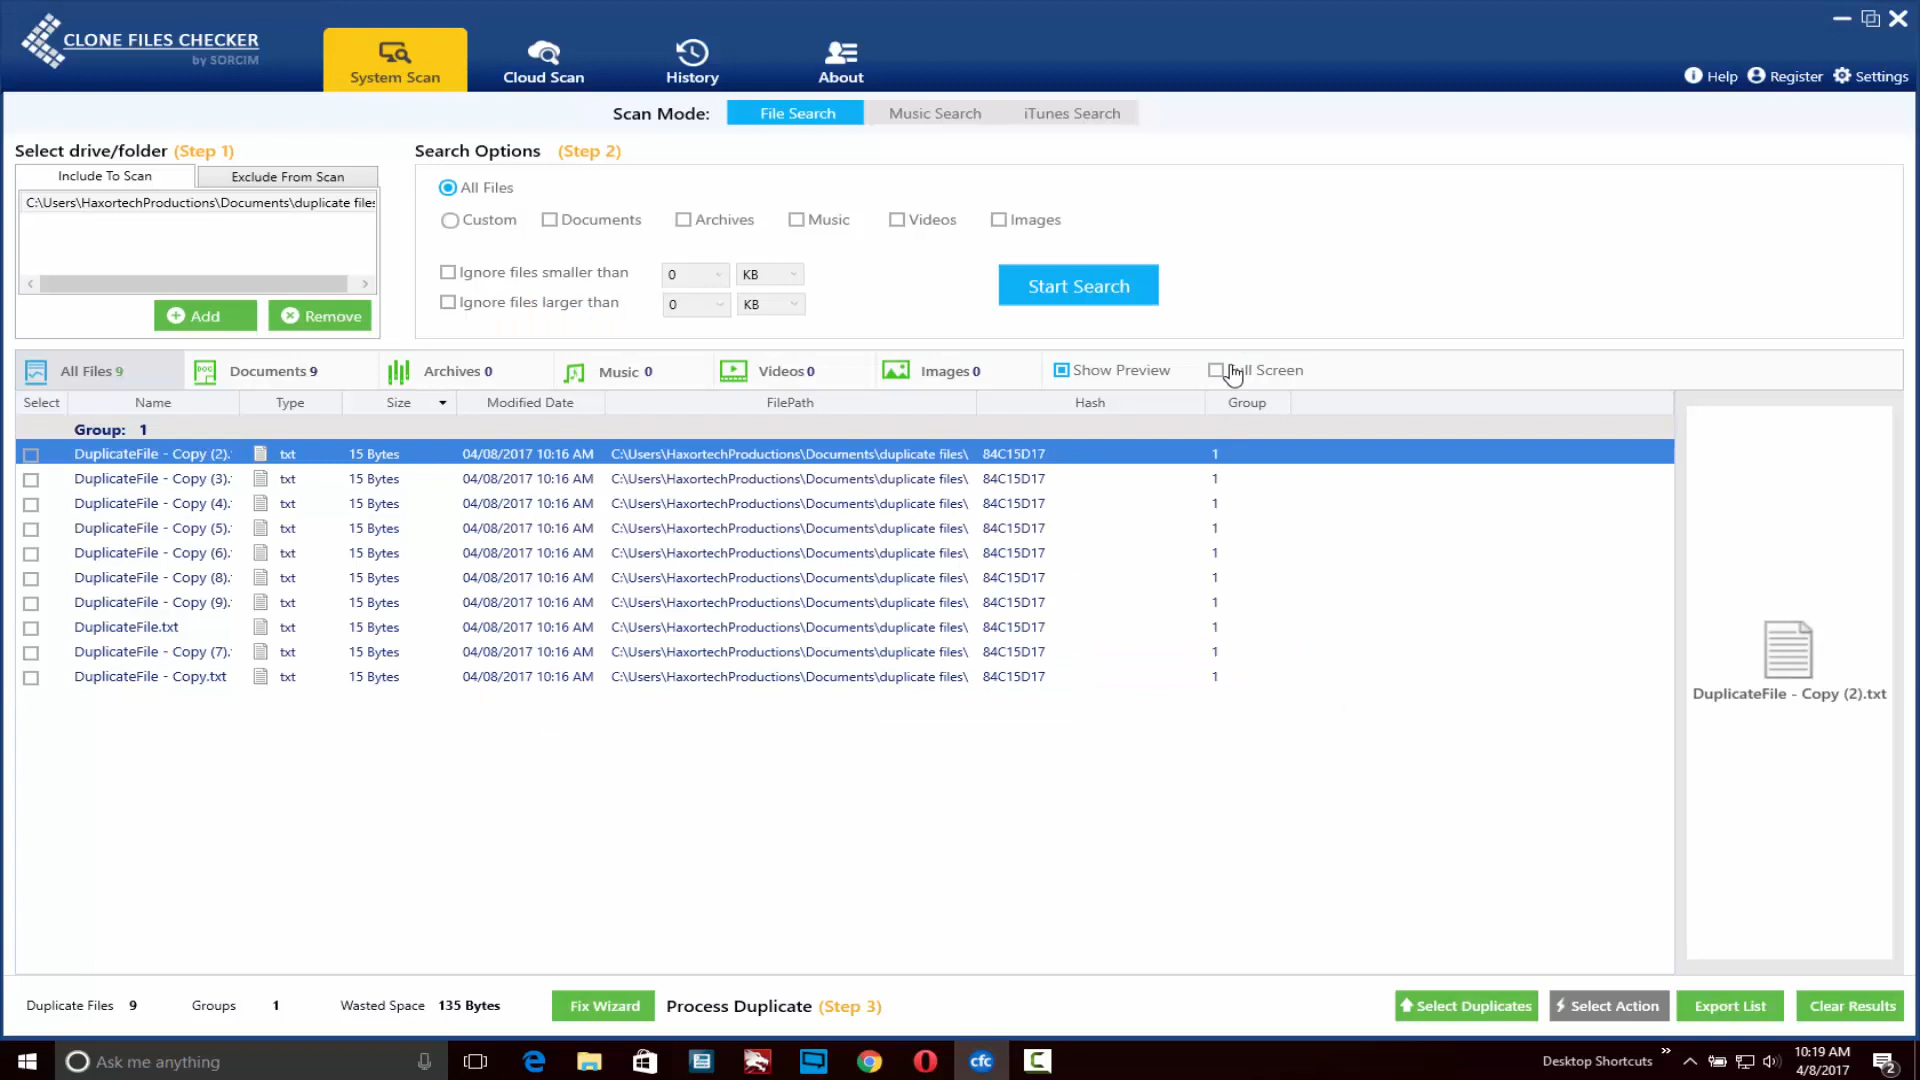 CLONE FILES CHECKER
by SORCIM
System Scan
Cloud Scan
History
About
Help
Register
Settings
Scan Mode: File Search Music Search iTunes Search
Select drive/folder (Step 1)
Include To Scan Exclude From Scan
C:\Users\HaxortechProductions\Documents\duplicate files
Add Remove
Search Options (Step 2)
All Files
Custom Documents Archives Music Videos Images
Ignore files smaller than 0 KB
Ignore files larger than 0 KB
Start Search
All Files 9 Documents 9 Archives 0 Music 0 Videos 0 Images 0 Show Preview Screen
Select Name Type Size Modified Date FilePath Hash Group
Group: 1
DuplicateFile - Copy (2). txt 15 Bytes 04/08/2017 10:16 AM C:\Users\HaxortechProductions\Documents\duplicate files\ 84C15D17 1
DuplicateFile - Copy (3). txt 15 Bytes 04/08/2017 10:16 AM C:\Users\HaxortechProductions\Documents\duplicate files\ 84C15D17 1
DuplicateFile - Copy (4). txt 15 Bytes 04/08/2017 10:16 AM C:\Users\HaxortechProductions\Documents\duplicate files\ 84C15D17 1
DuplicateFile - Copy (5). txt 15 Bytes 04/08/2017 10:16 AM C:\Users\HaxortechProductions\Documents\duplicate files\ 84C15D17 1
DuplicateFile - Copy (6). txt 15 Bytes 04/08/2017 10:16 AM C:\Users\HaxortechProductions\Documents\duplicate files\ 84C15D17 1
DuplicateFile - Copy (8). txt 15 Bytes 04/08/2017 10:16 AM C:\Users\HaxortechProductions\Documents\duplicate files\ 84C15D17 1
DuplicateFile - Copy (9). txt 15 Bytes 04/08/2017 10:16 AM C:\Users\HaxortechProductions\Documents\duplicate files\ 84C15D17 1
DuplicateFile.txt txt 15 Bytes 04/08/2017 10:16 AM C:\Users\HaxortechProductions\Documents\duplicate files\ 84C15D17 1
DuplicateFile - Copy (7). txt 15 Bytes 04/08/2017 10:16 AM C:\Users\HaxortechProductions\Documents\duplicate files\ 84C15D17 1
DuplicateFile - Copy.txt txt 15 Bytes 04/08/2017 10:16 AM C:\Users\HaxortechProductions\Documents\duplicate files\ 84C15D17 1
DuplicateFile - Copy (2).txt
Duplicate Files 9 Groups 1 Wasted Space 135 Bytes Fix Wizard Process Duplicate (Step 3) Select Duplicates Select Action Export List Clear Results
Ask me anything
cfc
Desktop Shortcuts
10:19 AM
4/8/2017
2